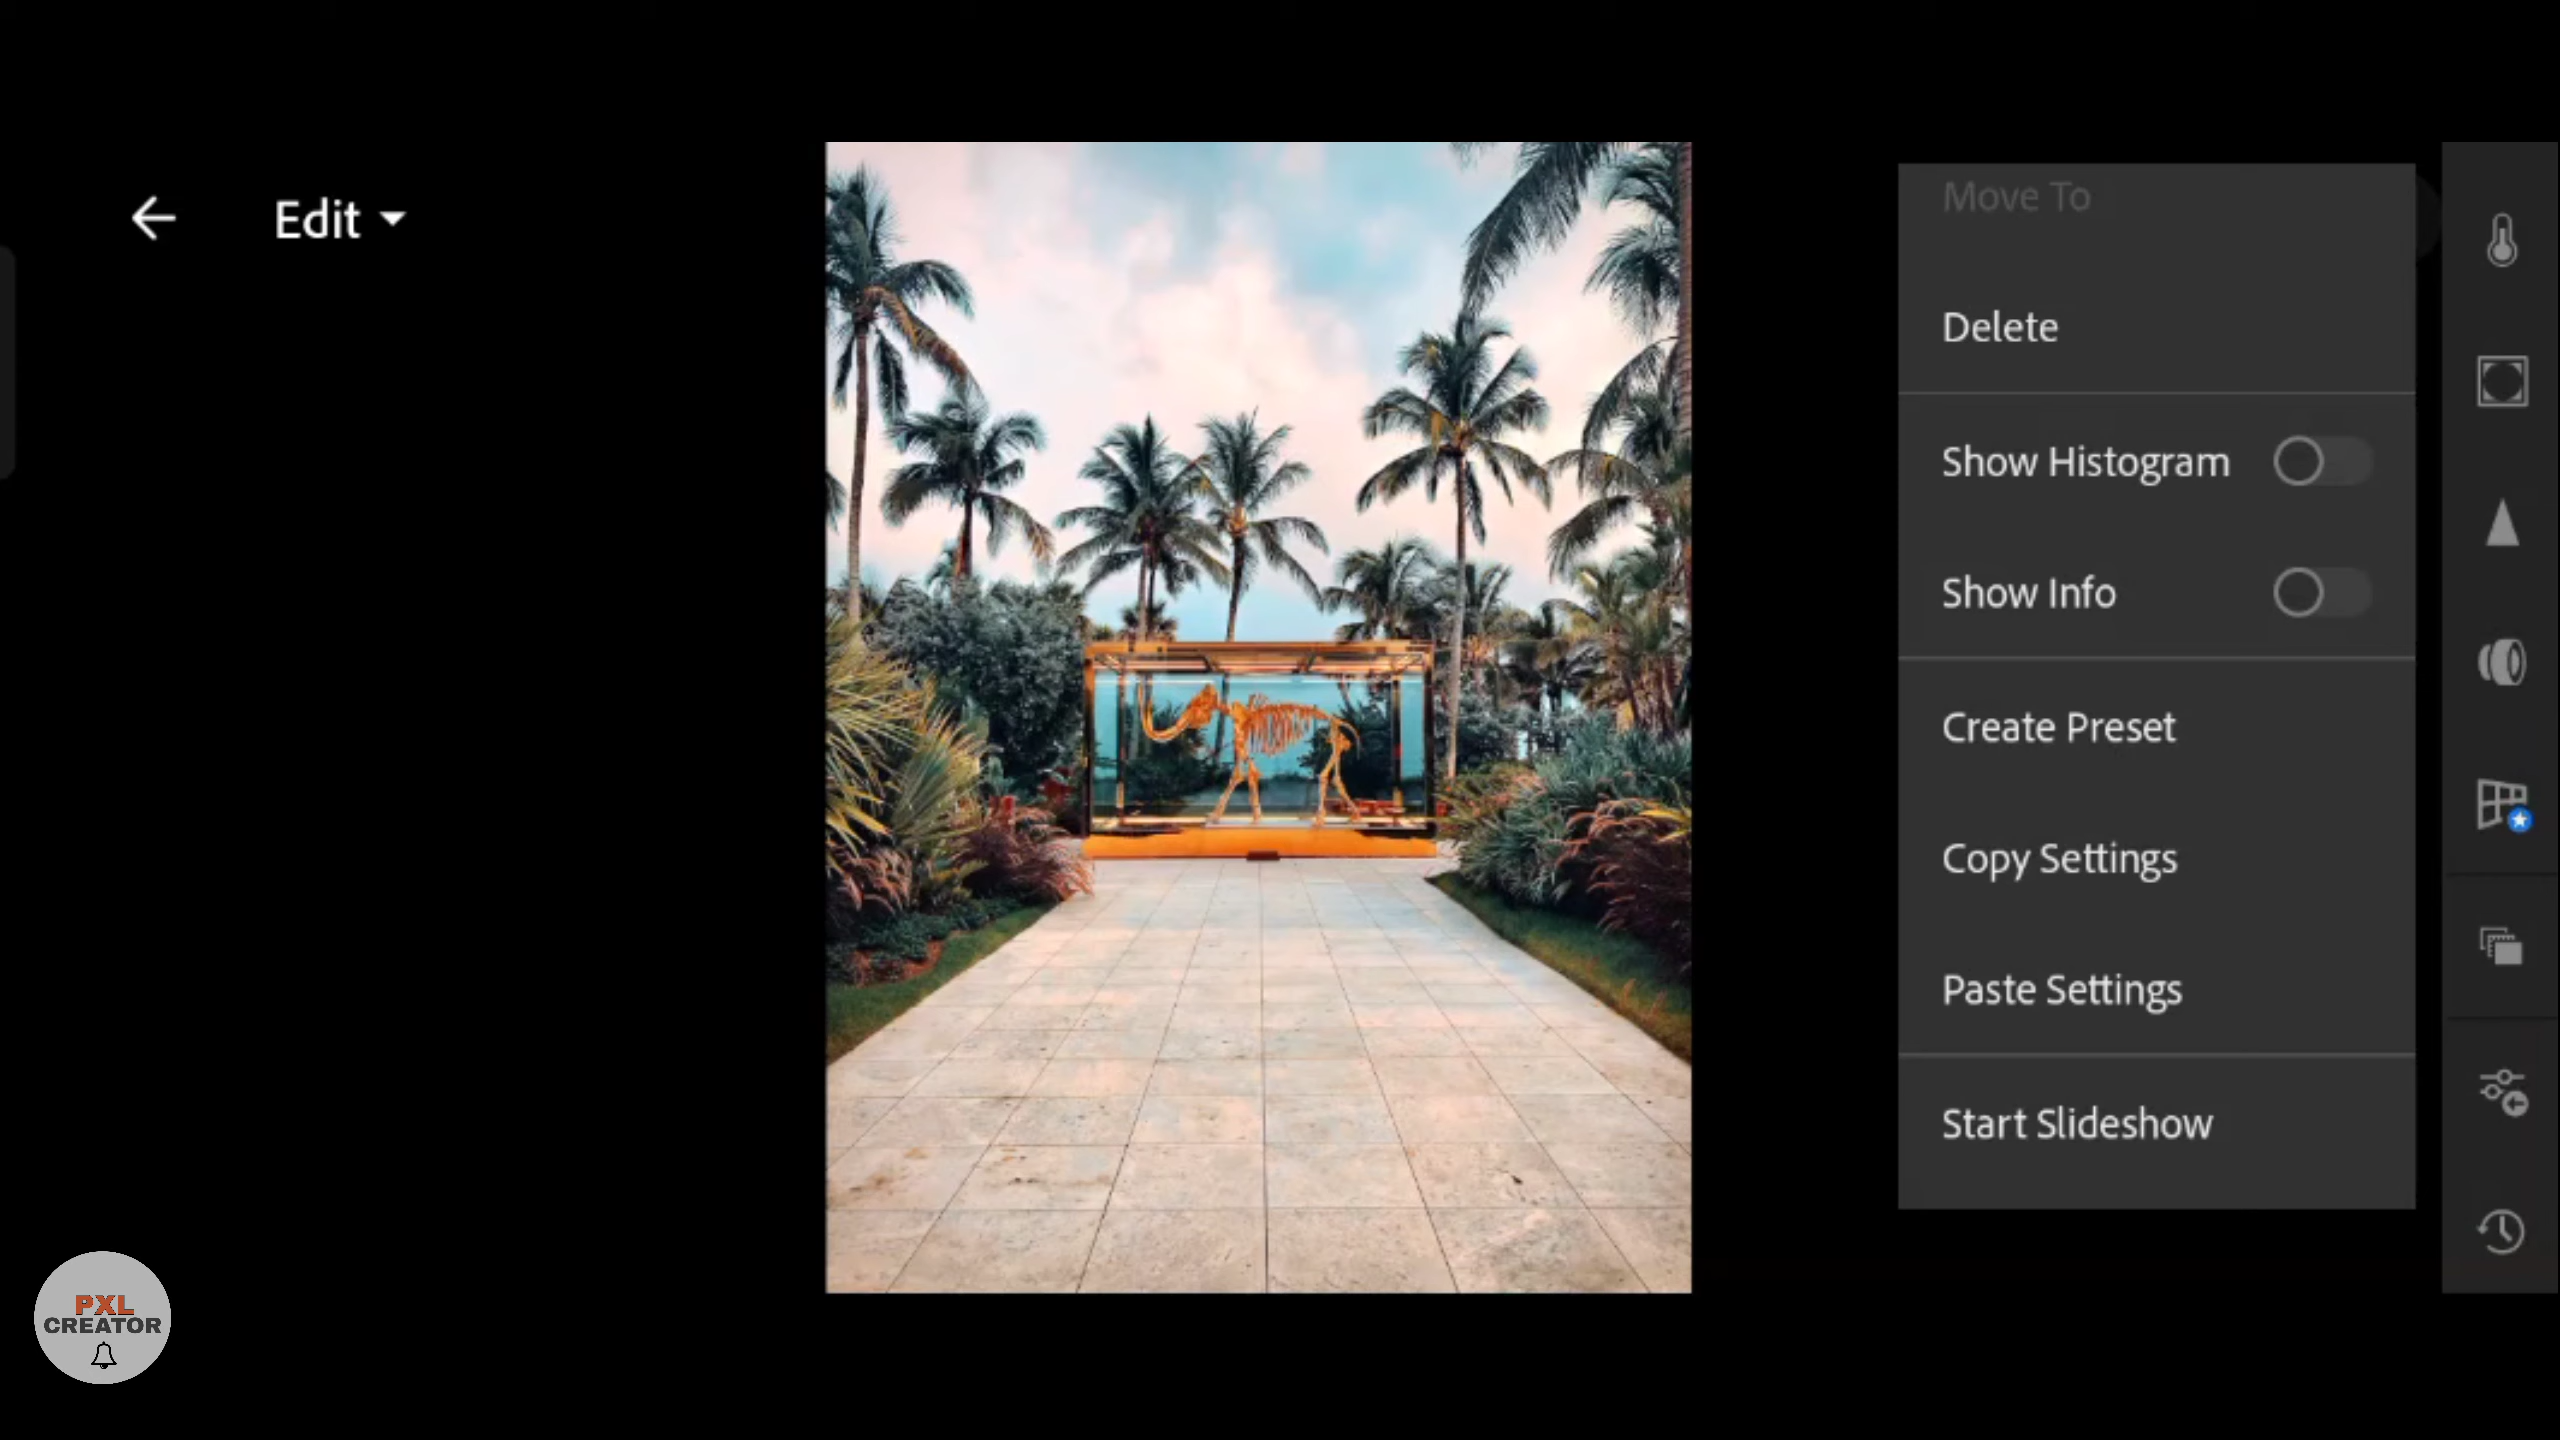 Edit
Move To
Delete
Show Histogram
Show Info
Create Preset
Copy Settings
Paste Settings
Start Slideshow
PXL
CREATOR